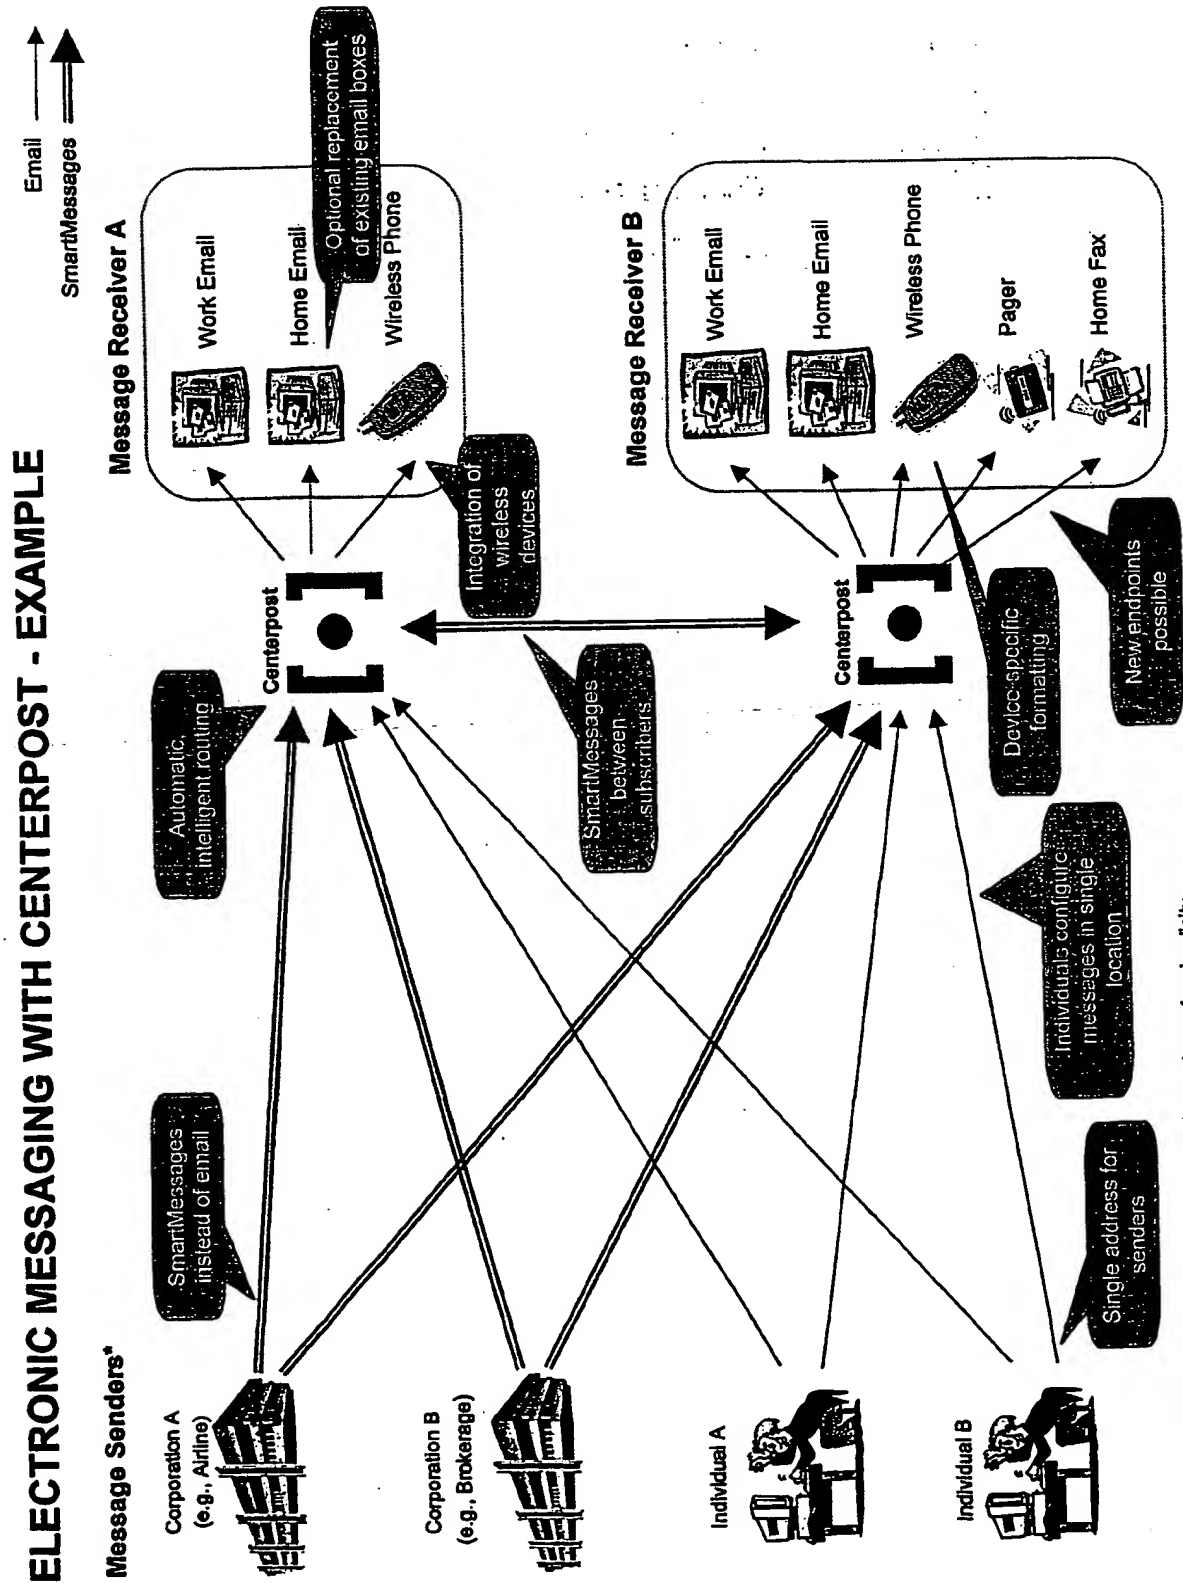 ELECTRONIC MESSAGING WITH CENTERPOST - EXAMPLE
Email
SmartMessages
Message Senders*
Corporation A
(e.g., Airline)
Corporation B
(e.g., Brokerage)
Individual A
Individual B
SmartMessages
instead of email
Single address for
senders
Automatic,
intelligent routing
SmartMessages
between
subscribers
Individuals configure
messages in single
location
Centerpost
Centerpost
Integration of
wireless
devices
Device-specific
formatting
New endpoints
possible
Message Receiver A
Work Email
Home Email
Wireless Phone
Optional replacement
of existing email boxes
Message Receiver B
Work Email
Home Email
Wireless Phone
Pager
Home Fax